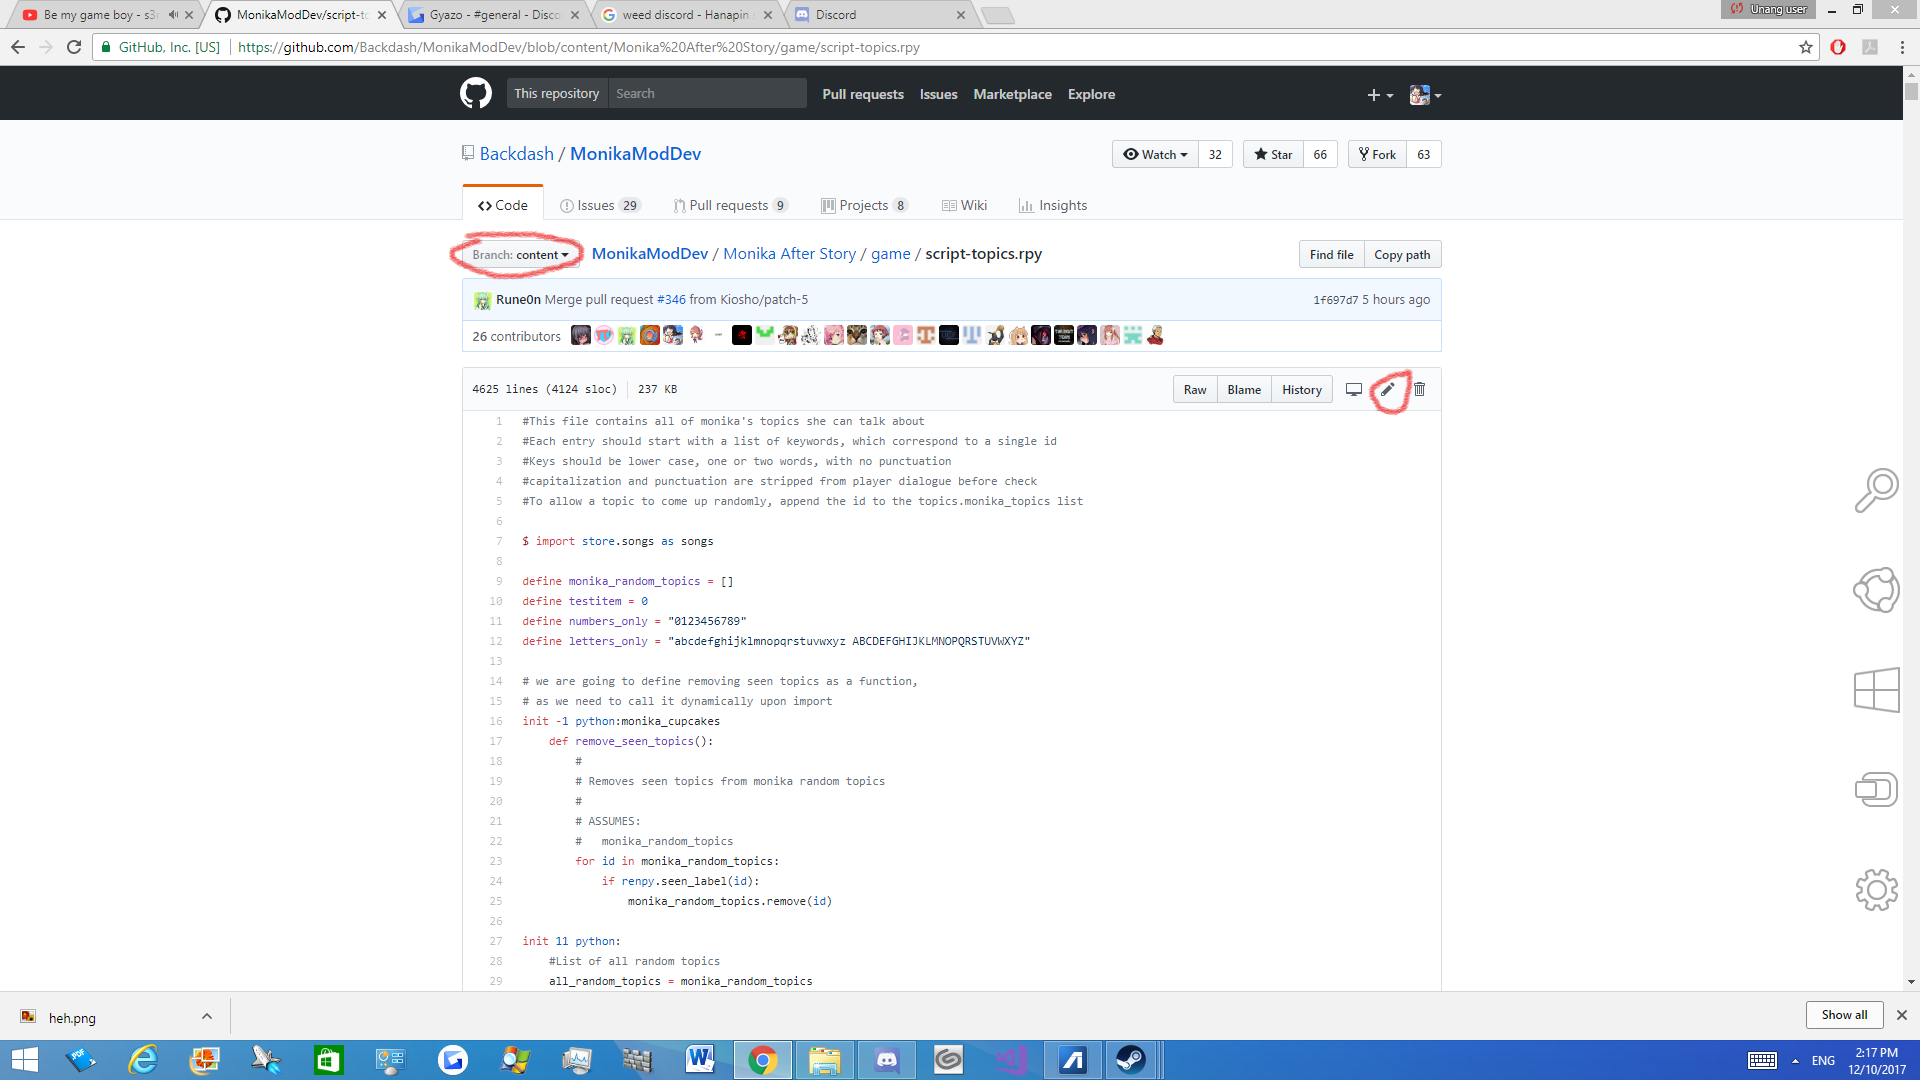 Be my game boy - s3r
MonikaModDev/script-to
Gyazo - #general - Disco
weed discord - Hanapin s
Discord
Unang user
GitHub, Inc. [US]
https://github.com/Backdash/MonikaModDev/blob/content/Monika%20After%20Story/game/script-topics.rpy
This repository
Search
Pull requests
Issues
Marketplace
Explore
Backdash / MonikaModDev
Watch 32
Star 66
Fork 63
Code
Issues 29
Pull requests 9
Projects 8
Wiki
Insights
Branch: content
MonikaModDev / Monika After Story / game / script-topics.rpy
Find file
Copy path
Rune0n Merge pull request #346 from Kiosho/patch-5
1f697d7 5 hours ago
26 contributors
4625 lines (4124 sloc)
237 KB
Raw
Blame
History
1 #This file contains all of monika's topics she can talk about
2 #Each entry should start with a list of keywords, which correspond to a single id
3 #Keys should be lower case, one or two words, with no punctuation
4 #capitalization and punctuation are stripped from player dialogue before check
5 #To allow a topic to come up randomly, append the id to the topics.monika_topics list
6
7 $ import store.songs as songs
8
9 define monika_random_topics = []
10 define testitem = 0
11 define numbers_only = "0123456789"
12 define letters_only = "abcdefghijklmnopqrstuvwxyz ABCDEFGHIJKLMNOPQRSTUVWXYZ"
13
14 # we are going to define removing seen topics as a function,
15 # as we need to call it dynamically upon import
16 init -1 python:monika_cupcakes
17 def remove_seen_topics():
18 #
19 # Removes seen topics from monika random topics
20 #
21 # ASSUMES:
22 # monika_random_topics
23 for id in monika_random_topics:
24 if renpy.seen_label(id):
25 monika_random_topics.remove(id)
26
27 init 11 python:
28 #List of all random topics
29 all_random_topics = monika_random_topics
heh.png
Show all
ENG
2:17 PM
12/10/2017